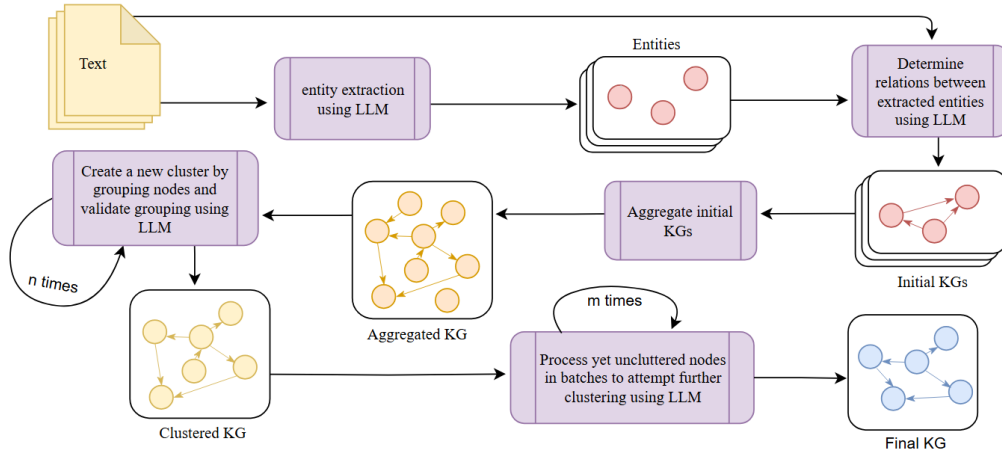 Text
entity extraction
using LLM
Entities
Determine
relations between
extracted entities
using LLM
Create a new cluster by
grouping nodes and
validate grouping using
LLM
n times
Aggregate initial
KGs
Initial KGs
Aggregated KG
m times
Process yet uncluttered nodes
in batches to attempt further
clustering using LLM
Clustered KG
Final KG